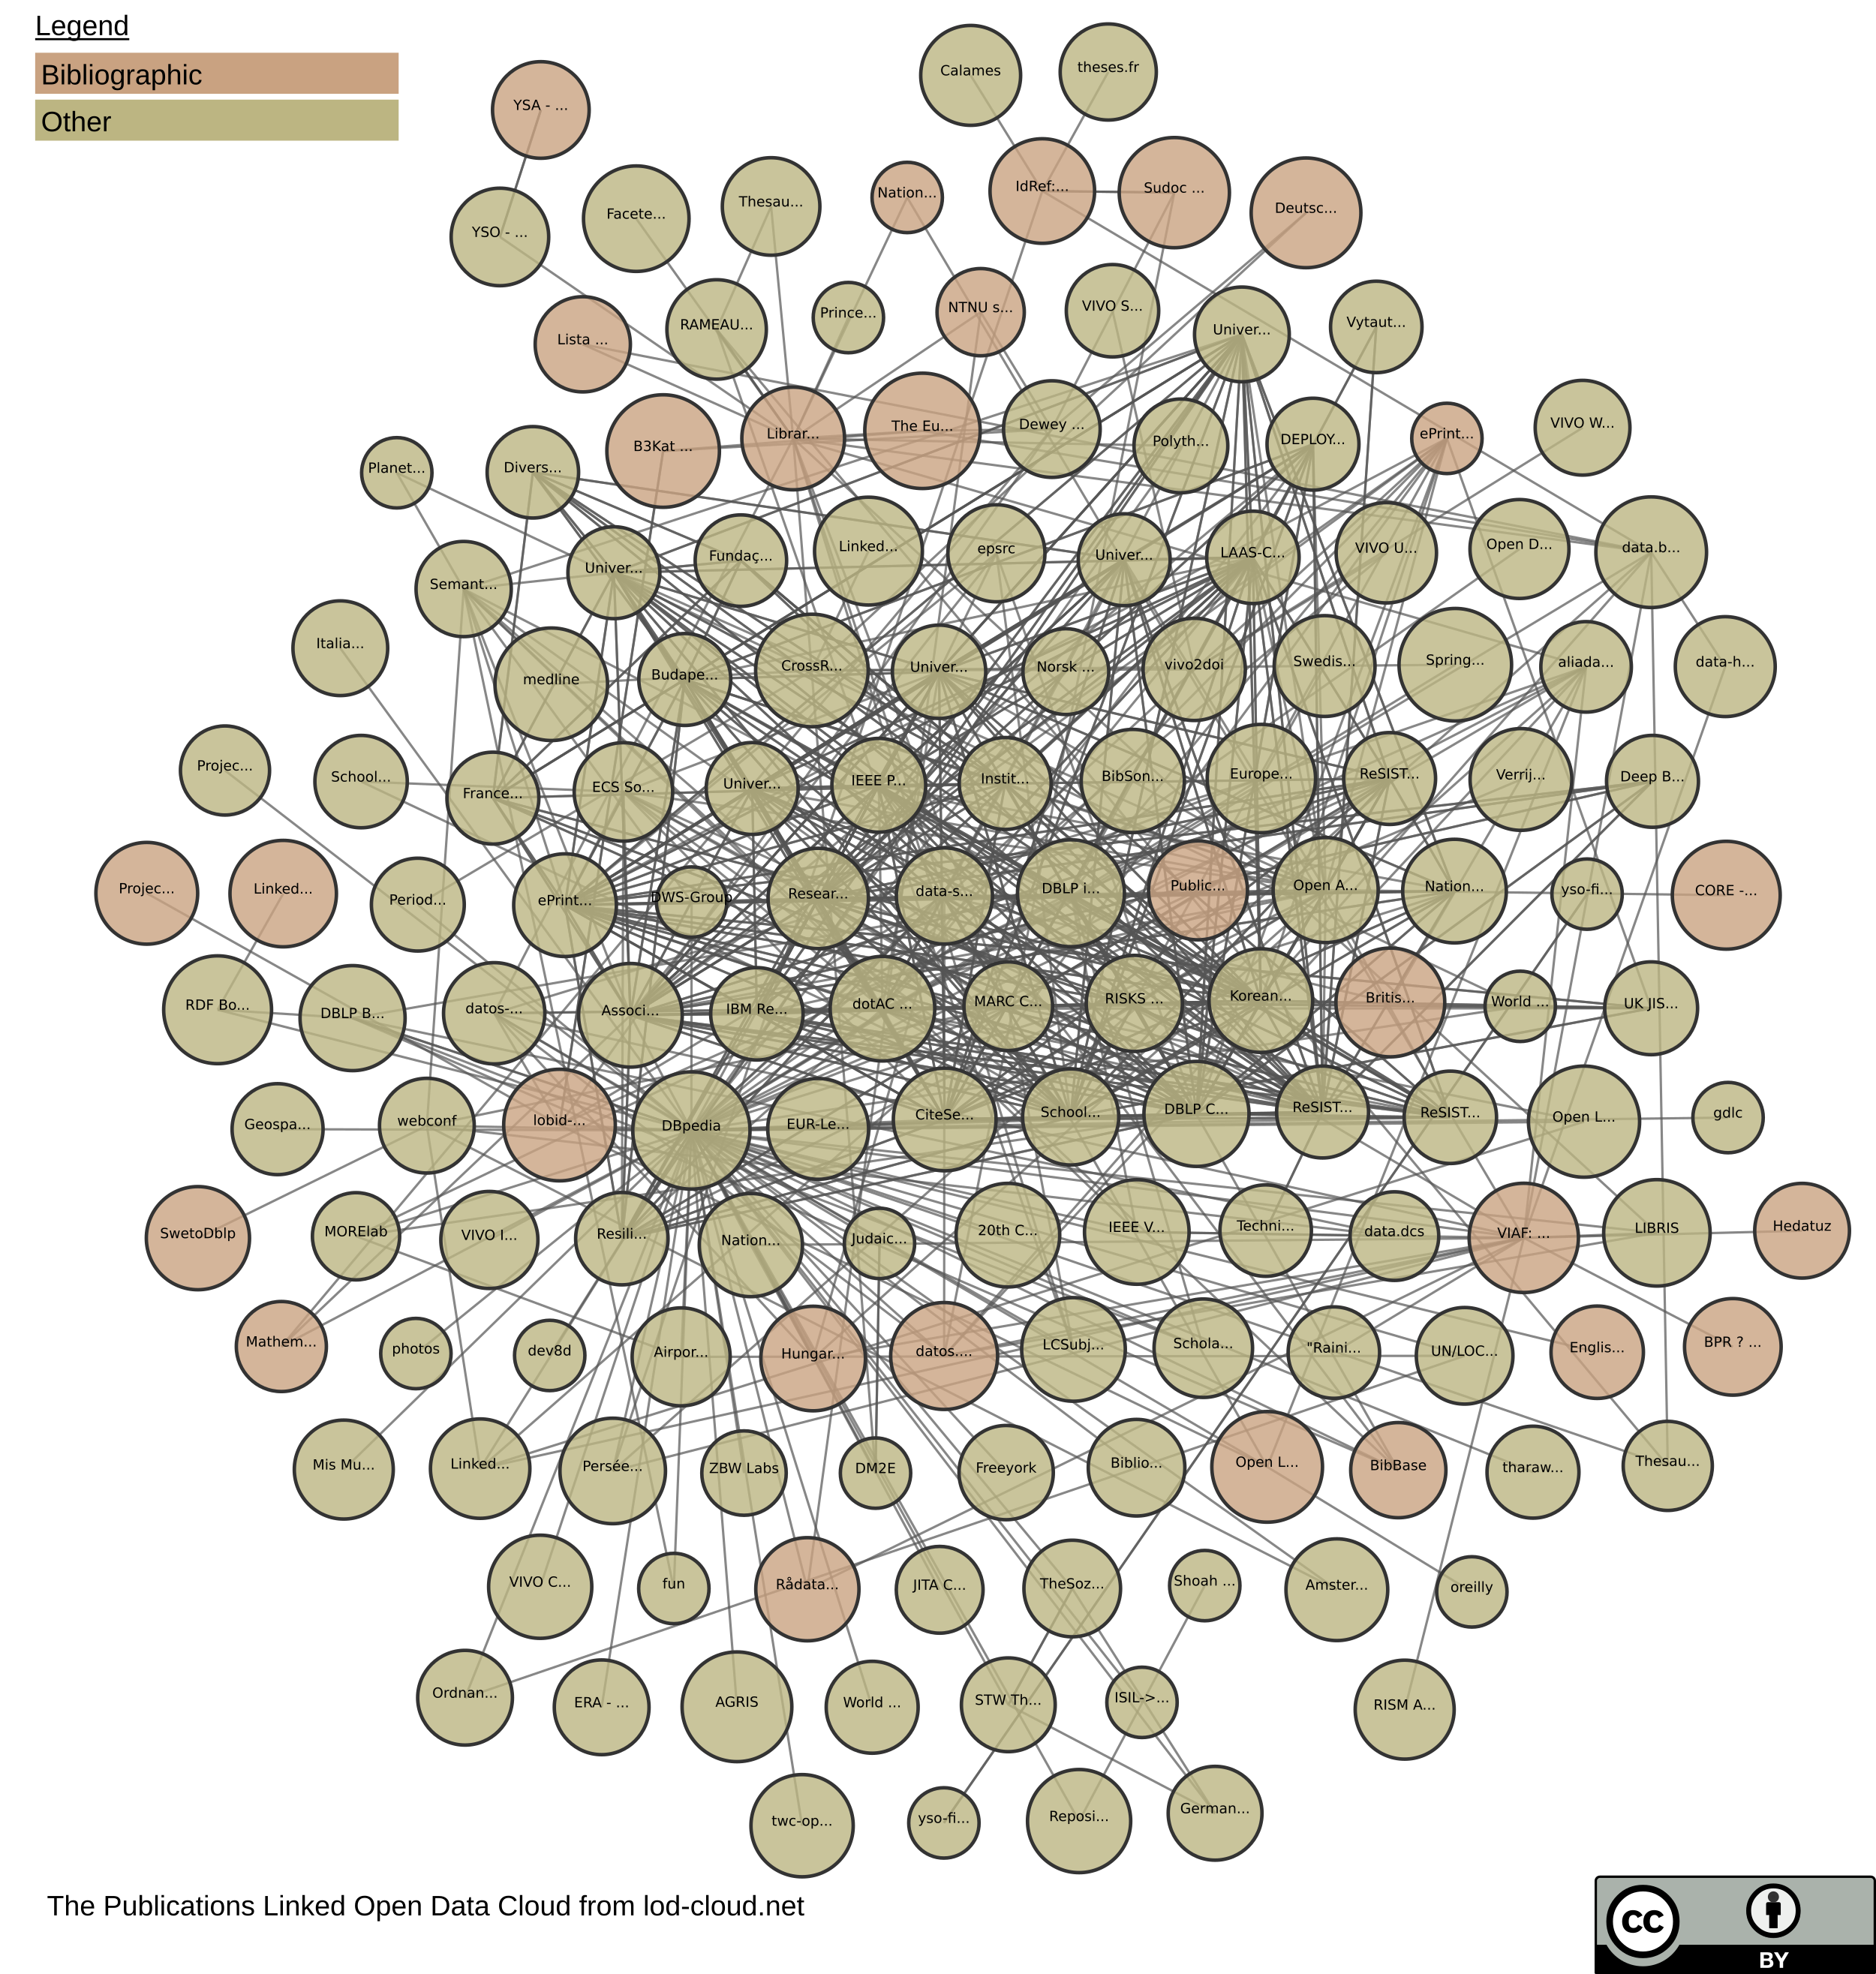 Legend
Bibliographic
Other
Calames
theses.fr
YSA - ...
IdRef:...
Sudoc ...
Nation...
Deutsc...
Thesau...
Facete...
YSO - ...
VIVO S...
NTNU s...
Prince...
Vytaut...
RAMEAU...
Univer...
Lista ...
VIVO W...
Dewey ...
The Eu...
Librar...
ePrint...
DEPLOY...
Polyth...
B3Kat ...
Planet...
Divers...
Open D...
data.b...
VIVO U...
Linked...
epsrc
LAAS-C...
Univer...
Fundaç...
Univer...
Semant...
Italia...
medline
Budape...
CrossR...
Univer...
Norsk ...
vivo2doi
Swedis...
Spring...
aliada...
data-h...
Projec...
School...
France...
ECS So...
Univer...
IEEE P...
Instit...
BibSon...
Europe...
ReSIST...
Verrij...
Deep B...
Projec...
Linked...
Period...
ePrint...
DWS-Group
Resear...
data-s...
DBLP i...
Public...
Open A...
Nation...
yso-fi...
CORE -...
RDF Bo...
DBLP B...
datos-...
Associ...
IBM Re...
dotAC ...
MARC C...
RISKS ...
Korean...
Britis...
World ...
UK JIS...
Geospa...
webconf
lobid-...
DBpedia
EUR-Le...
CiteSe...
School...
DBLP C...
ReSIST...
ReSIST...
Open L...
gdlc
SwetoDblp
MORElab
VIVO I...
Resili...
Nation...
Judaic...
20th C...
IEEE V...
Techni...
data.dcs
VIAF: ...
LIBRIS
Hedatuz
Mathem...
photos
dev8d
Airpor...
Hungar...
datos....
LCSubj...
Schola...
"Raini...
UN/LOC...
Englis...
BPR ? ...
Mis Mu...
Linked...
Persée...
ZBW Labs
DM2E
Freeyork
Biblio...
Open L...
BibBase
tharaw...
Thesau...
VIVO C...
fun
Rådata...
JITA C...
TheSoz...
Shoah ...
Amster...
oreilly
Ordnan...
ERA - ...
AGRIS
World ...
STW Th...
ISIL->...
RISM A...
twc-op...
yso-fi...
Reposi...
German...
The Publications Linked Open Data Cloud from lod-cloud.net
cc
BY